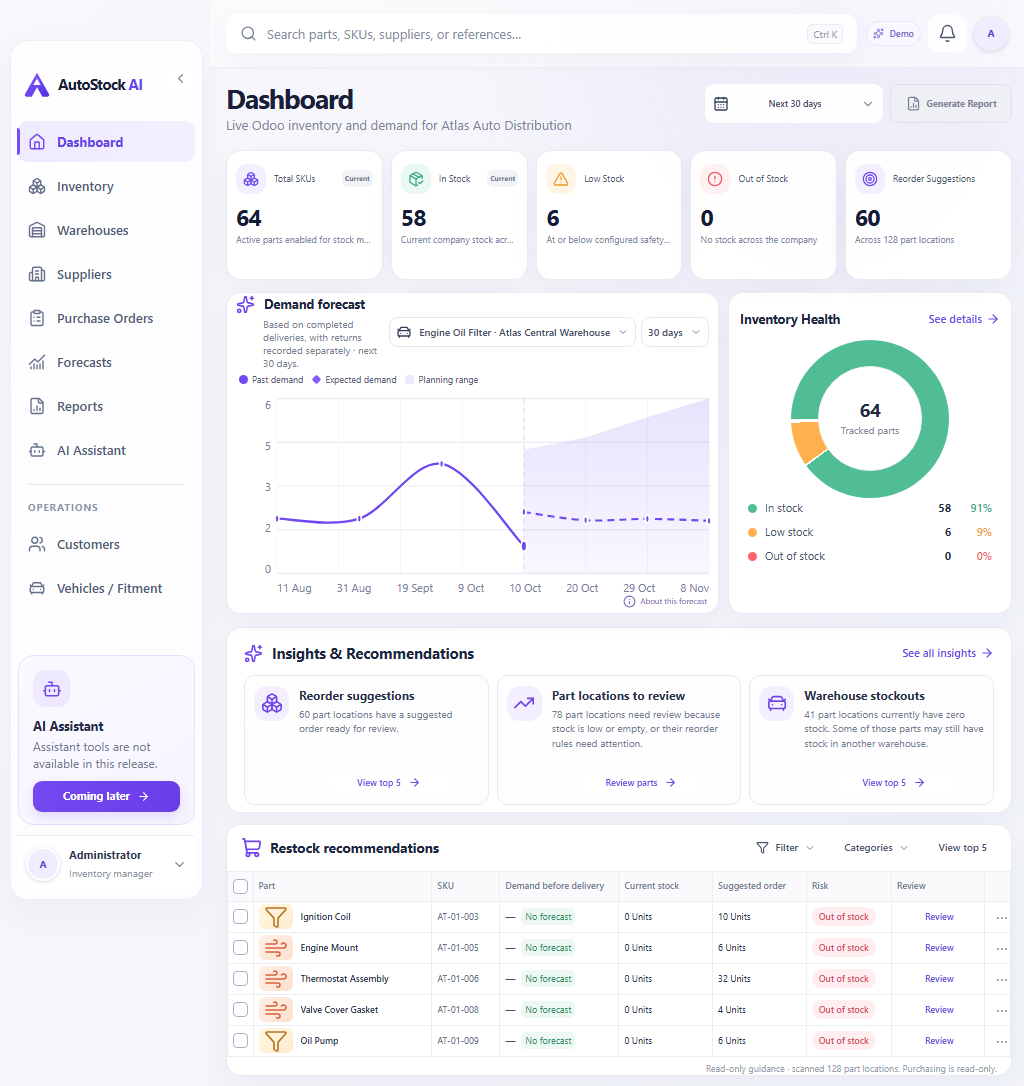 Search parts, SKUs, suppliers, or references...
Ctrl K
Demo
A
AutoStock AI
Dashboard
Inventory
Warehouses
Suppliers
Purchase Orders
Forecasts
Reports
AI Assistant
OPERATIONS
Customers
Vehicles / Fitment
AI Assistant
Assistant tools are not
available in this release.
Coming later
A
Administrator
Inventory manager
Dashboard
Live Odoo inventory and demand for Atlas Auto Distribution
Next 30 days
Generate Report
Total SKUs
Current
64
Active parts enabled for stock m...
In Stock
Current
58
Current company stock acr...
Low Stock
6
At or below configured safety...
Out of Stock
0
No stock across the company
Reorder Suggestions
60
Across 128 part locations
Demand forecast
Based on completed
deliveries, with returns
recorded separately · next
30 days.
Engine Oil Filter · Atlas Central Warehouse
30 days
Past demand
Expected demand
Planning range
6
5
3
2
0
11 Aug
31 Aug
19 Sept
9 Oct
10 Oct
20 Oct
29 Oct
8 Nov
About this forecast
Inventory Health
See details
64
Tracked parts
In stock 58 91%
Low stock 6 9%
Out of stock 0 0%
Insights & Recommendations
See all insights
Reorder suggestions
60 part locations have a suggested
order ready for review.
View top 5
Part locations to review
78 part locations need review because
stock is low or empty, or their reorder
rules need attention.
Review parts
Warehouse stockouts
41 part locations currently have zero
stock. Some of those parts may still have
stock in another warehouse.
View top 5
Restock recommendations
Filter
Categories
View top 5
Part SKU Demand before delivery Current stock Suggested order Risk Review
Ignition Coil AT-01-003 — No forecast 0 Units 10 Units Out of stock Review ...
Engine Mount AT-01-005 — No forecast 0 Units 6 Units Out of stock Review ...
Thermostat Assembly AT-01-006 — No forecast 0 Units 32 Units Out of stock Review ...
Valve Cover Gasket AT-01-008 — No forecast 0 Units 4 Units Out of stock Review ...
Oil Pump AT-01-009 — No forecast 0 Units 6 Units Out of stock Review ...
Read-only guidance · scanned 128 part locations. Purchasing is read-only.